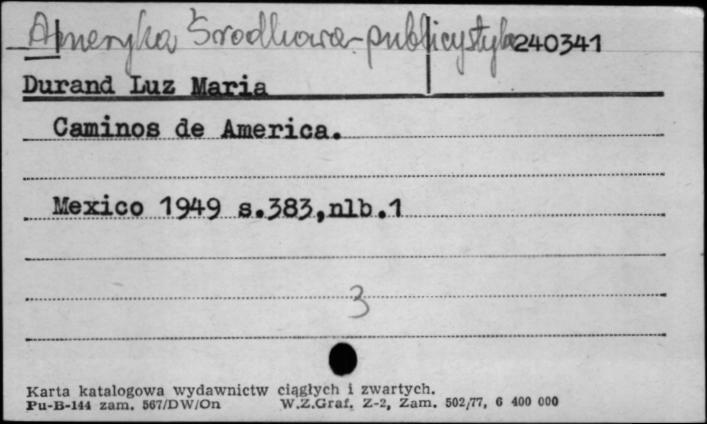 Ameryka Środkowa - publicystyka 240341
Durand Luz Maria
Caminos de America.
Mexico 1949 s.383,nlb.1
3
Karta katalogowa wydawnictw ciągłych i zwartych.
Pu-B-144 zam. 567/DW/On W.Z.Graf. Z-2, Zam. 502/77, 6 400 000